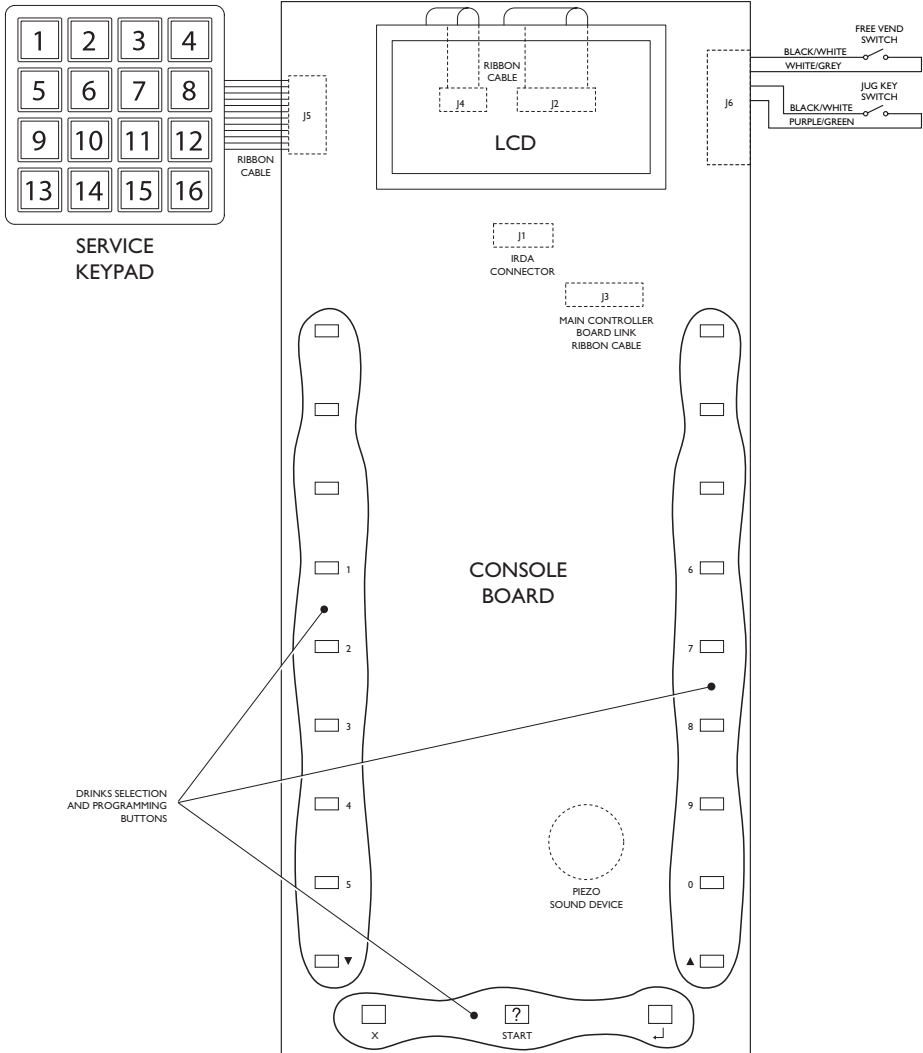 1 2 3 4
5 6 7 8
9 10 11 12
13 14 15 16
SERVICE
KEYPAD
RIBBON
CABLE
J5
RIBBON
CABLE
J4
J2
LCD
J6
BLACK/WHITE
WHITE/GREY
FREE VEND
SWITCH
BLACK/WHITE
PURPLE/GREEN
JUG KEY
SWITCH
J1
IRDA
CONNECTOR
J3
MAIN CONTROLLER
BOARD LINK
RIBBON CABLE
CONSOLE
BOARD
1
2
3
4
5
▼
6
7
8
9
0
▲
DRINKS SELECTION
AND PROGRAMMING
BUTTONS
PIEZO
SOUND DEVICE
X
?
START
↵